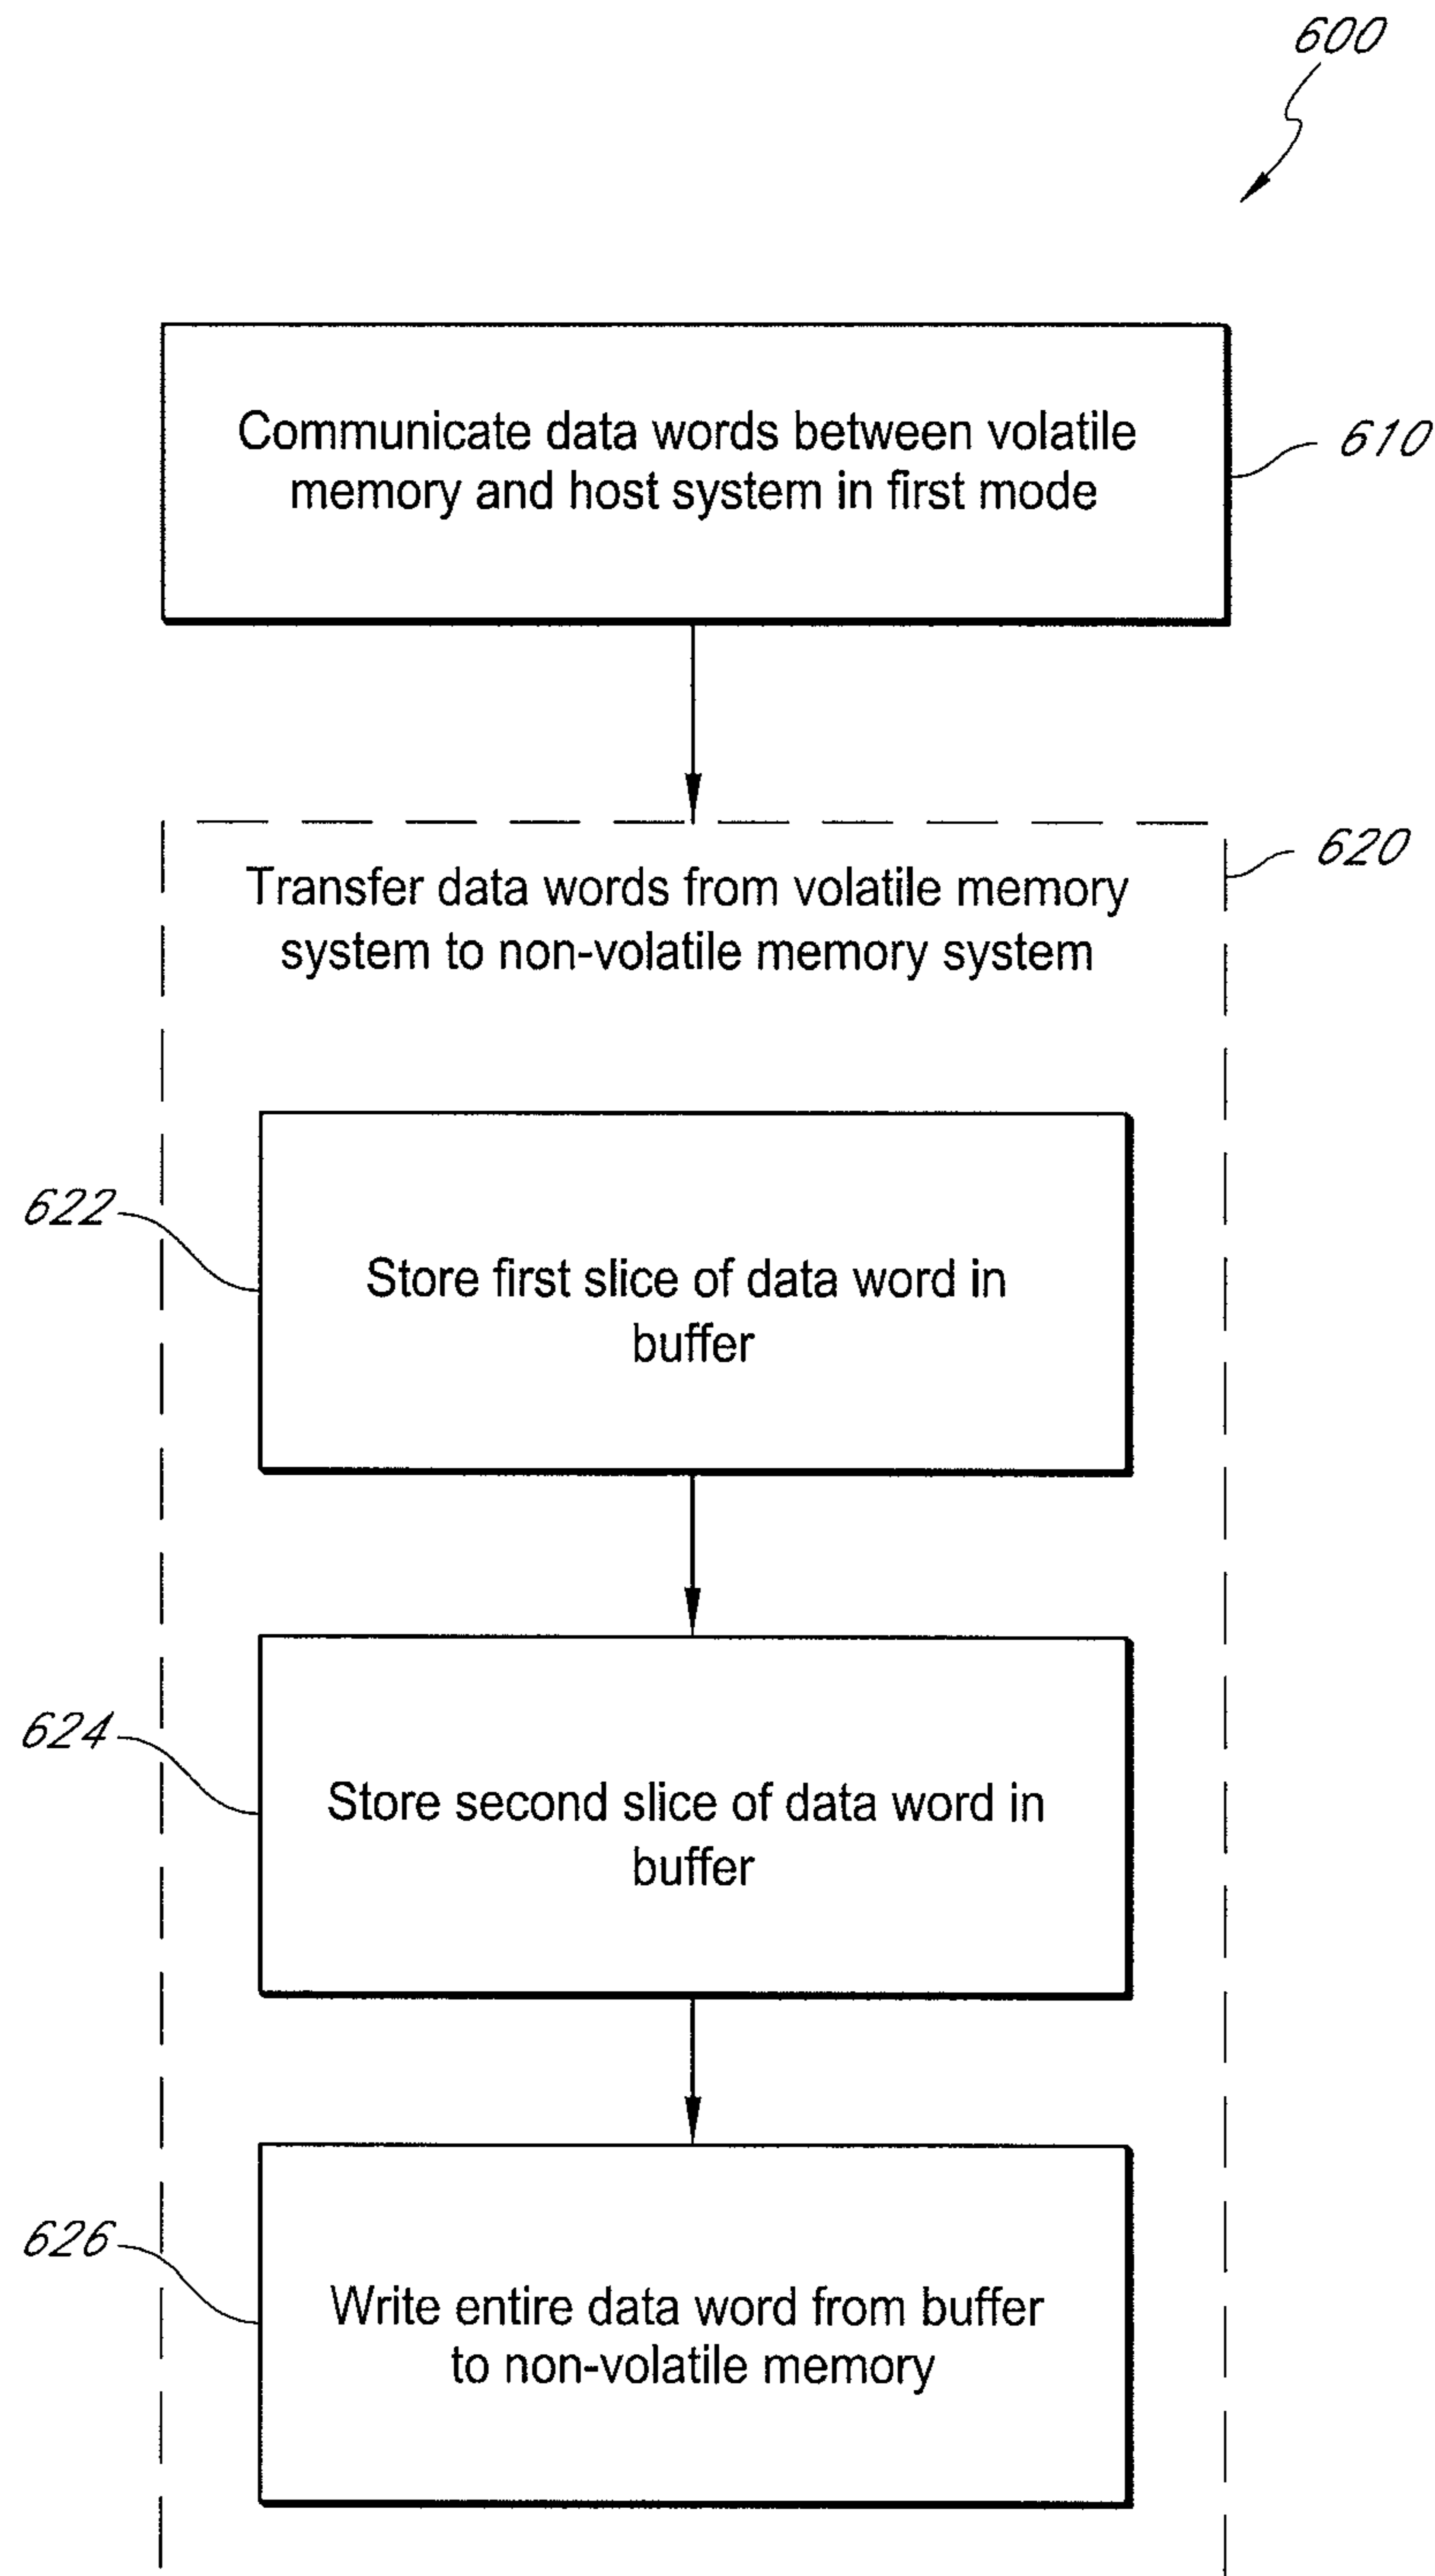 600
Communicate data words between volatile
memory and host system in first mode
610
620
Transfer data words from volatile memory
system to non-volatile memory system
622
Store first slice of data word in
buffer
624
Store second slice of data word in
buffer
626
Write entire data word from buffer
to non-volatile memory